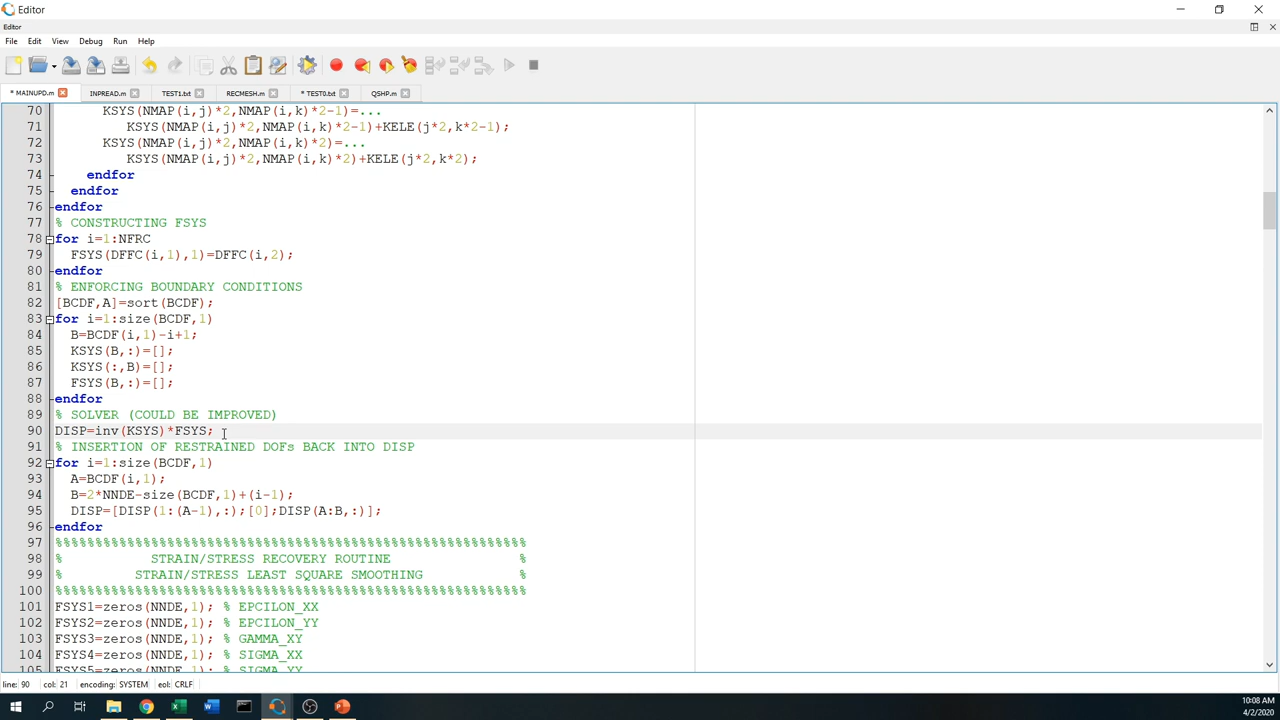 Editor
Editor
File Edit View Debug Run Help
* MAINUPD.m INPREAD.m TEST1.txt RECMESH.m * TEST0.txt QSHP.m
70 KSYS(NMAP(i,j)*2,NMAP(i,k)*2-1)=...
71 KSYS(NMAP(i,j)*2,NMAP(i,k)*2-1)+KELE(j*2,k*2-1);
72 KSYS(NMAP(i,j)*2,NMAP(i,k)*2)=...
73 KSYS(NMAP(i,j)*2,NMAP(i,k)*2)+KELE(j*2,k*2);
74 endfor
75 endfor
76 endfor
77 % CONSTRUCTING FSYS
78 for i=1:NFRC
79 FSYS(DFFC(i,1),1)=DFFC(i,2);
80 endfor
81 % ENFORCING BOUNDARY CONDITIONS
82 [BCDF,A]=sort(BCDF);
83 for i=1:size(BCDF,1)
84 B=BCDF(i,1)-i+1;
85 KSYS(B,:)=[];
86 KSYS(:,B)=[];
87 FSYS(B,:)=[];
88 endfor
89 % SOLVER (COULD BE IMPROVED)
90 DISP=inv(KSYS)*FSYS;
91 % INSERTION OF RESTRAINED DOFs BACK INTO DISP
92 for i=1:size(BCDF,1)
93 A=BCDF(i,1);
94 B=2*NNDE-size(BCDF,1)+(i-1);
95 DISP=[DISP(1:(A-1),:);[0];DISP(A:B,:)];
96 endfor
97 %%%%%%%%%%%%%%%%%%%%%%%%%%%%%%%%%%%%%%%%%%%%%%%%%%%%%%%%%%%
98 % STRAIN/STRESS RECOVERY ROUTINE %
99 % STRAIN/STRESS LEAST SQUARE SMOOTHING %
100 %%%%%%%%%%%%%%%%%%%%%%%%%%%%%%%%%%%%%%%%%%%%%%%%%%%%%%%%%%%
101 FSYS1=zeros(NNDE,1); % EPCILON_XX
102 FSYS2=zeros(NNDE,1); % EPCILON_YY
103 FSYS3=zeros(NNDE,1); % GAMMA_XY
104 FSYS4=zeros(NNDE,1); % SIGMA_XX
105 FSYS5=zeros(NNDE,1); % SIGMA_YY
line: 90 col: 21 encoding: SYSTEM eol: CRLF
10:08 AM
4/2/2020